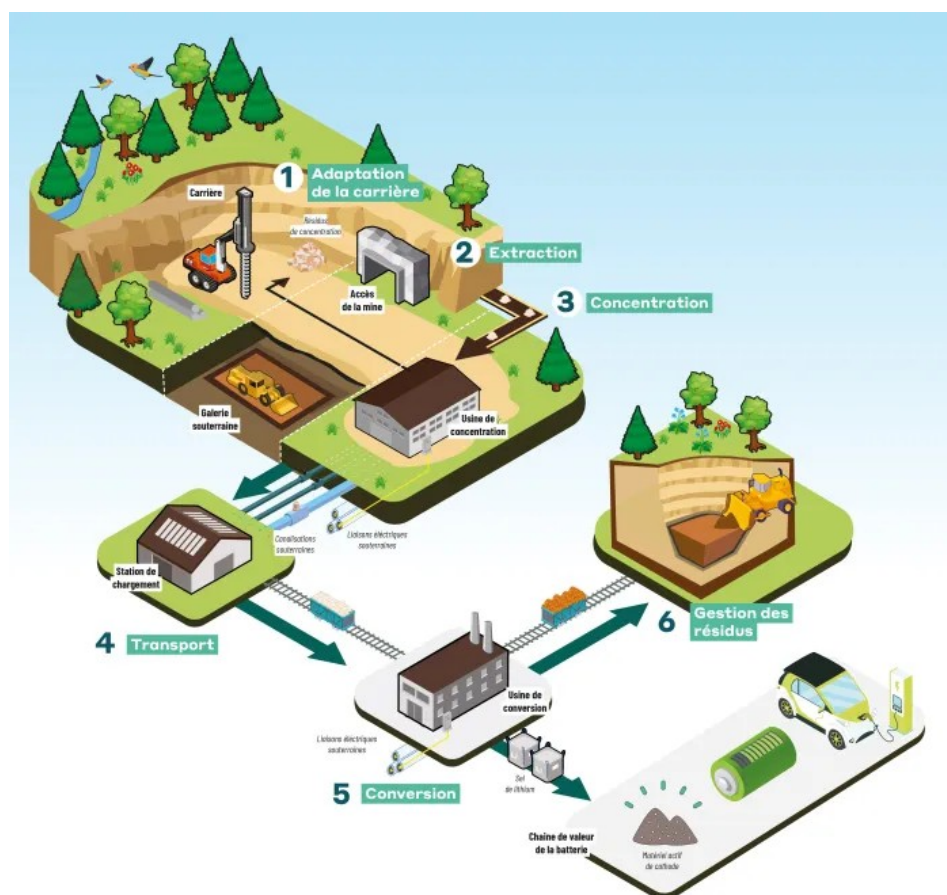 1 Adaptation
de la carrière
Carrière
Résidus
de concentration
2 Extraction
Accès
de la mine
3 Concentration
Galerie
souterraine
Usine de
concentration
Canalisations
souterraines
Liaisons électriques
souterraines
Station de
chargement
4 Transport
6 Gestion des
résidus
Usine de
conversion
Liaisons électriques
souterraines
5 Conversion
Sel
de lithium
Chaîne de valeur
de la batterie
Matériel actif
de cathode